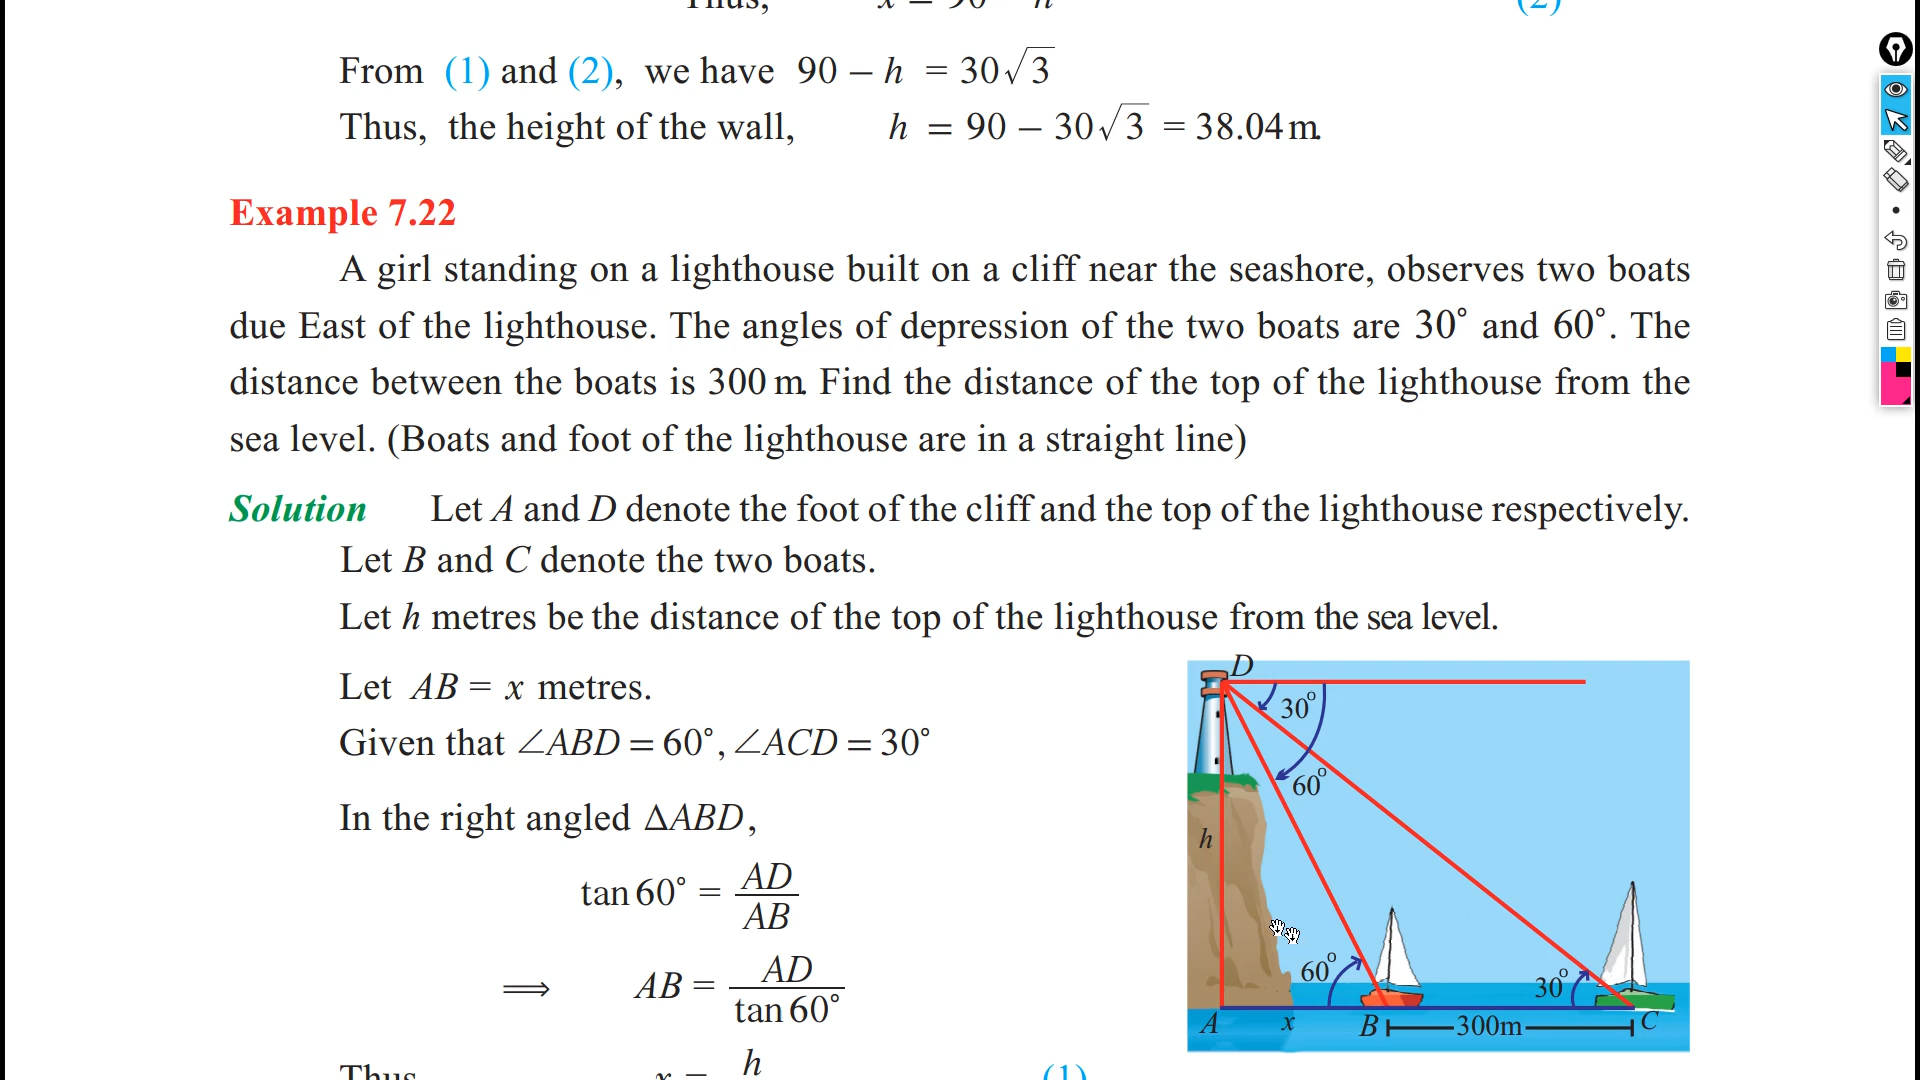 Thus, x = 90 − h (2)
From (1) and (2), we have 90 − h = 30√3
Thus, the height of the wall, h = 90 − 30√3 = 38.04 m.
Example 7.22
A girl standing on a lighthouse built on a cliff near the seashore, observes two boats
due East of the lighthouse. The angles of depression of the two boats are 30° and 60°. The
distance between the boats is 300 m. Find the distance of the top of the lighthouse from the
sea level. (Boats and foot of the lighthouse are in a straight line)
Solution Let A and D denote the foot of the cliff and the top of the lighthouse respectively.
Let B and C denote the two boats.
Let h metres be the distance of the top of the lighthouse from the sea level.
Let AB = x metres.
Given that ∠ABD = 60°, ∠ACD = 30°
In the right angled ΔABD,
tan 60° = AD/AB
⟹ AB = AD/tan 60°
Thus, x = h (1)
D
30°
60°
h
60°
30°
A x B 300m C